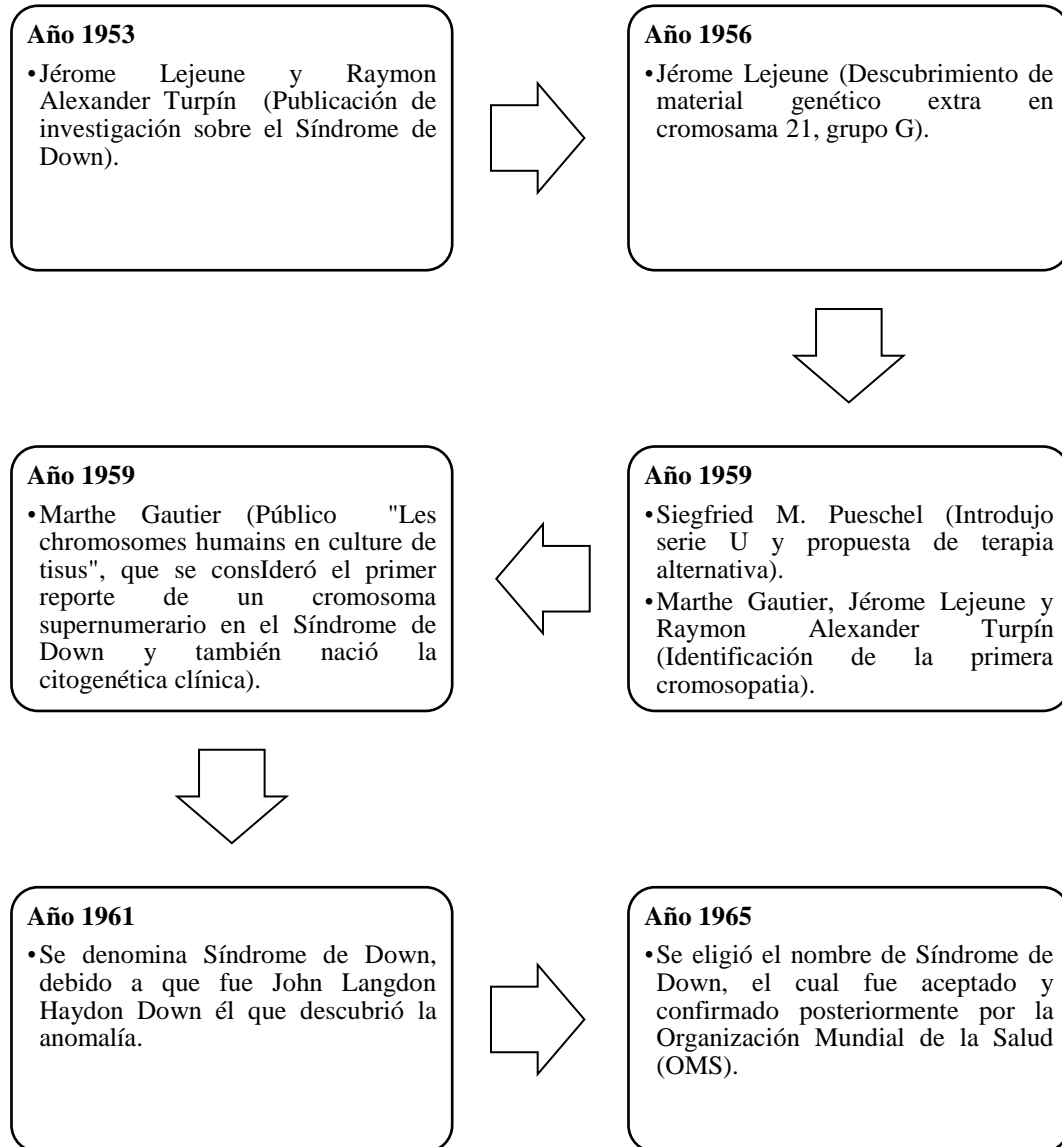 Año 1953
•Jérome Lejeune y Raymon
Alexander Turpín (Publicación de
investigación sobre el Síndrome de
Down).
Año 1956
•Jérome Lejeune (Descubrimiento de
material genético extra en
cromosama 21, grupo G).
Año 1959
•Siegfried M. Pueschel (Introdujo
serie U y propuesta de terapia
alternativa).
•Marthe Gautier, Jérome Lejeune y
Raymon Alexander Turpín
(Identificación de la primera
cromosopatia).
Año 1959
•Marthe Gautier (Público "Les
chromosomes humains en culture de
tisus", que se consIderó el primer
reporte de un cromosoma
supernumerario en el Síndrome de
Down y también nació la
citogenética clínica).
Año 1961
•Se denomina Síndrome de Down,
debido a que fue John Langdon
Haydon Down él que descubrió la
anomalía.
Año 1965
•Se eligió el nombre de Síndrome de
Down, el cual fue aceptado y
confirmado posteriormente por la
Organización Mundial de la Salud
(OMS).